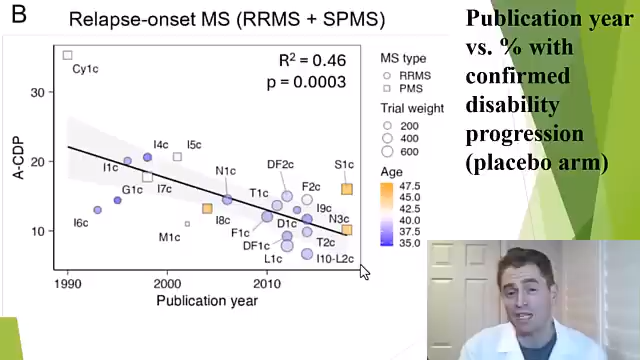 B
Relapse-onset MS (RRMS + SPMS)
R² = 0.46
p = 0.0003
A-CDP
30
20
10
1990
2000
2010
Publication year
Cy1c
I4c
I5c
I1c
G1c
I7c
I6c
M1c
N1c
I8c
F1c
T1c
DF2c
F2c
S1c
I9c
D1c
N3c
DF1c
T2c
L1c
I10-L2c
MS type
RRMS
PMS
Trial weight
200
400
600
Age
47.5
45.0
42.5
40.0
37.5
35.0
Publication year
vs. % with
confirmed
disability
progression
(placebo arm)